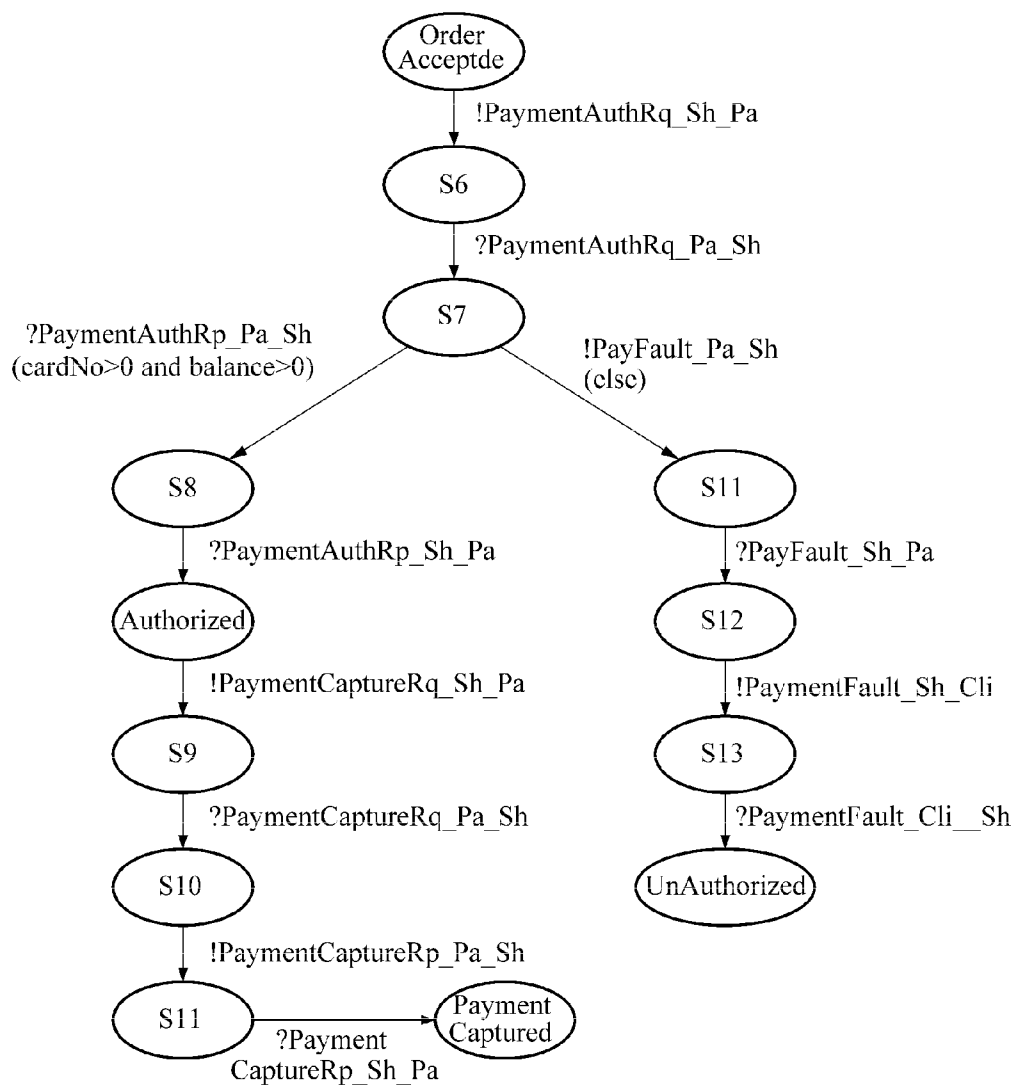 Order
Acceptde
!PaymentAuthRq_Sh_Pa
S6
?PaymentAuthRq_Pa_Sh
S7
?PaymentAuthRp_Pa_Sh
(cardNo>0 and balance>0)
!PayFault_Pa_Sh
(else)
S8
S11
?PaymentAuthRp_Sh_Pa
?PayFault_Sh_Pa
Authorized
S12
!PaymentCaptureRq_Sh_Pa
!PaymentFault_Sh_Cli
S9
S13
?PaymentCaptureRq_Pa_Sh
?PaymentFault_Cli__Sh
S10
UnAuthorized
!PaymentCaptureRp_Pa_Sh
S11
Payment
Captured
?Payment
CaptureRp_Sh_Pa